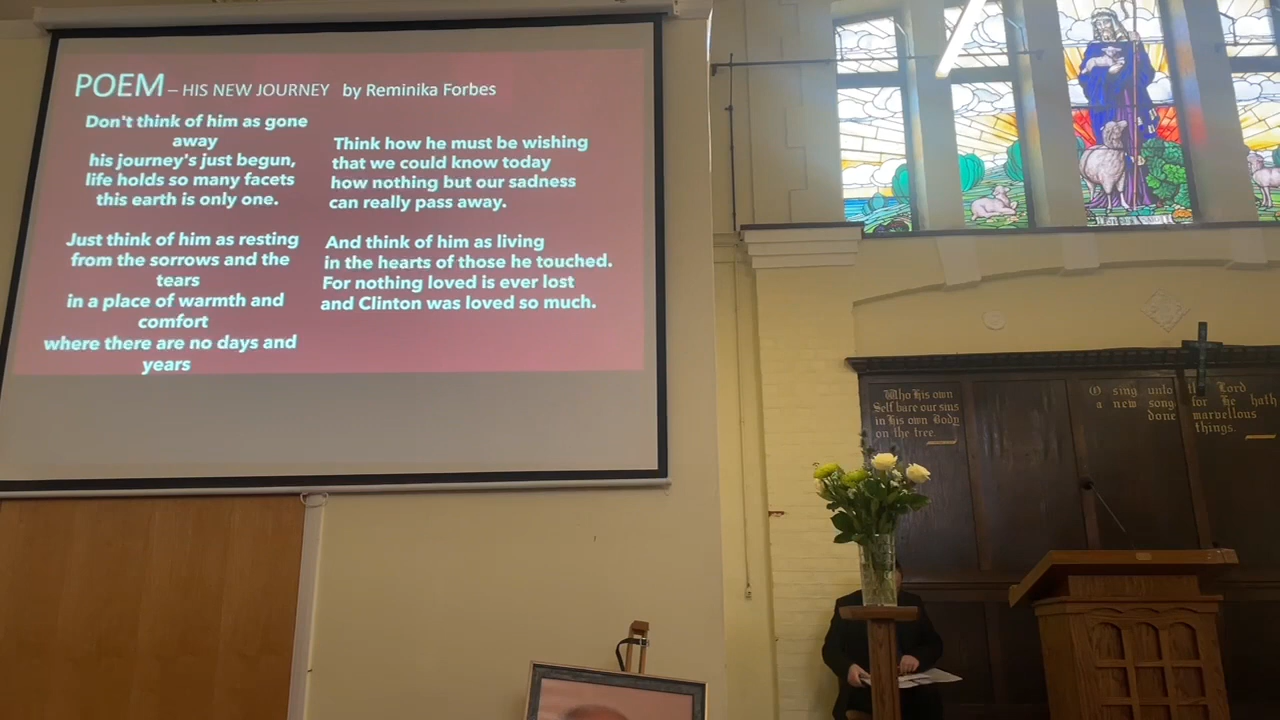 POEM – HIS NEW JOURNEY by Reminika Forbes
Don't think of him as gone
away
his journey's just begun,
life holds so many facets
this earth is only one.
Just think of him as resting
from the sorrows and the
tears
in a place of warmth and
comfort
where there are no days and
years
Think how he must be wishing
that we could know today
how nothing but our sadness
can really pass away.
And think of him as living
in the hearts of those he touched.
For nothing loved is ever lost
and Clinton was loved so much.
Who His own
Self bare our sins
in His own Body
on the tree.
O sing unto the Lord
a new song for he hath
done marvellous
things.